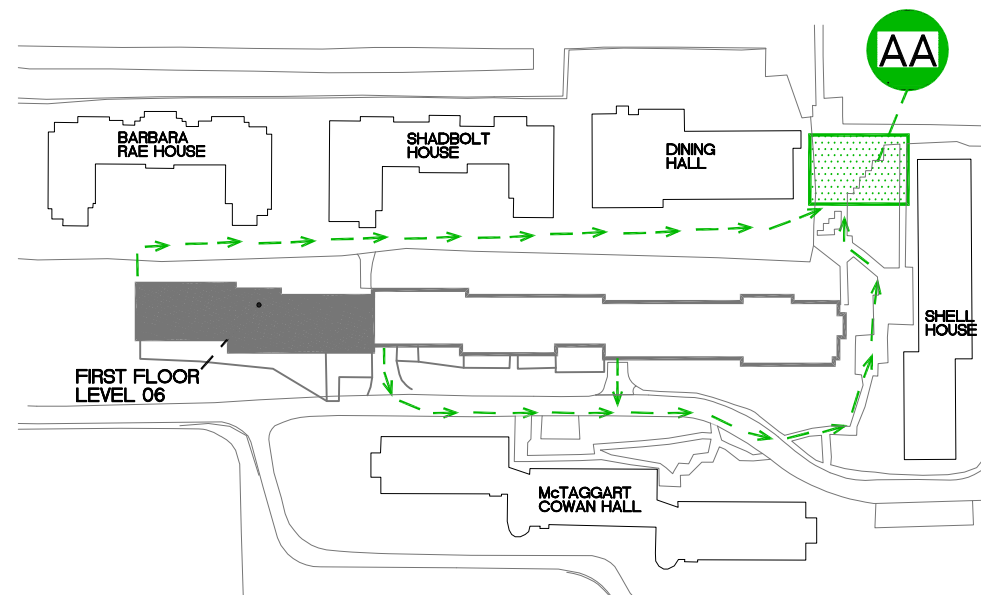 AA
BARBARA
RAE HOUSE
SHADBOLT
HOUSE
DINING
HALL
SHELL
HOUSE
FIRST FLOOR
LEVEL 06
McTAGGART
COWAN HALL